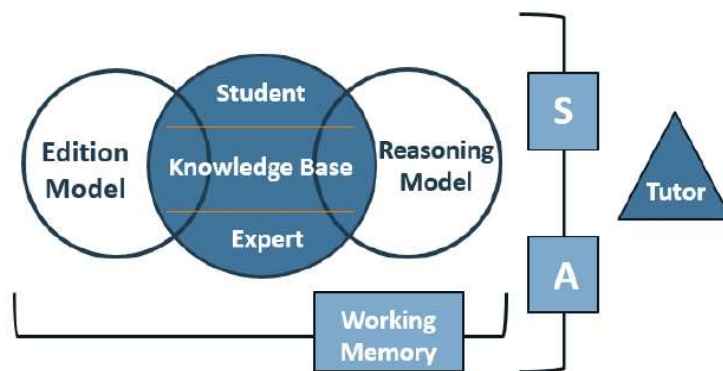 Student
Edition
Model
Knowledge Base
Reasoning
Model
Expert
S
A
Tutor
Working
Memory